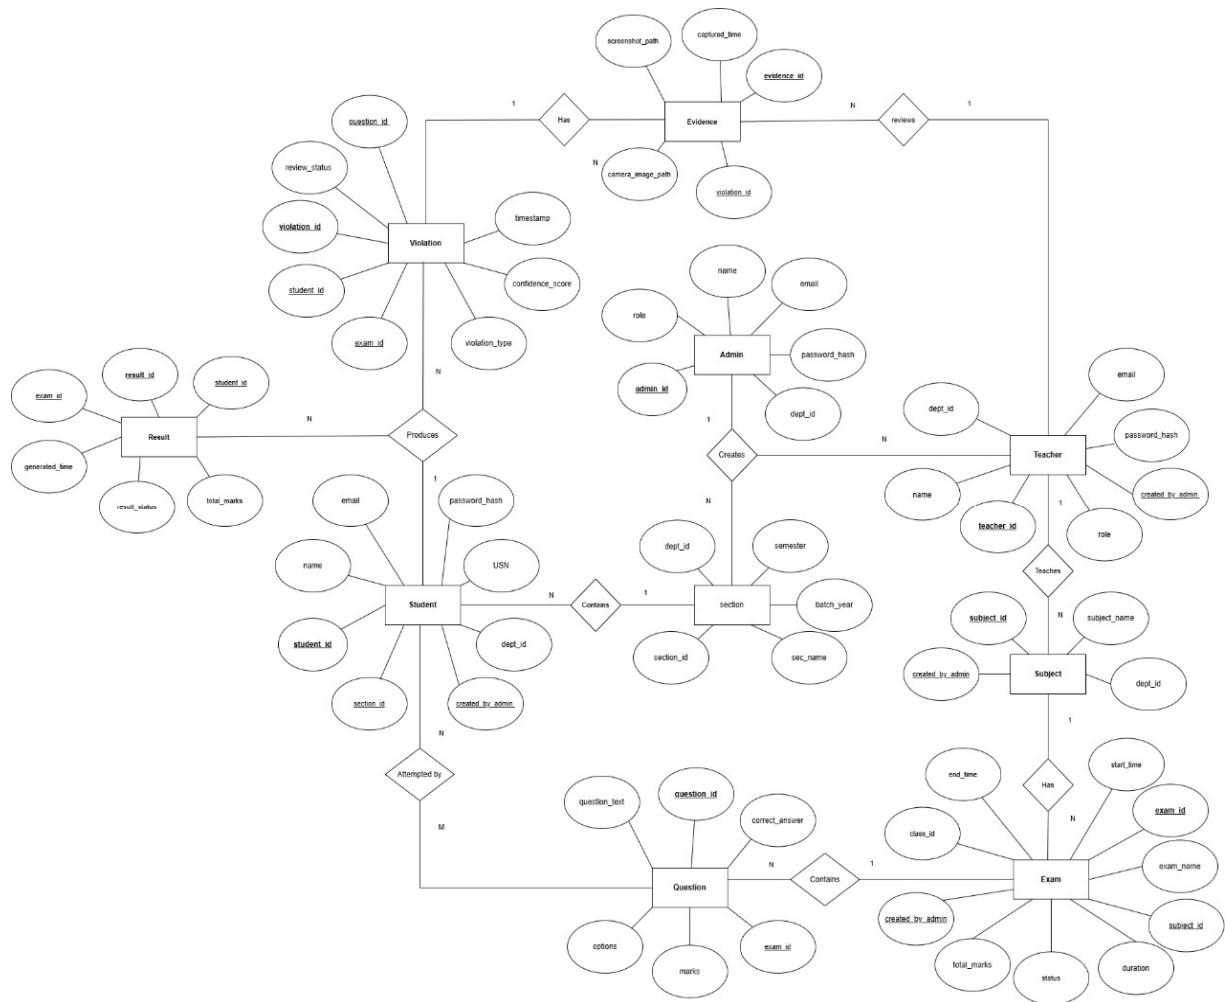 captured_time
screenshot_path
evidence_id
1
Has
Evidence
N
reviews
1
question_id
N
camera_image_path
violation_id
review_status
violation_id
timestamp
Violation
student_id
confidence_score
exam_id
violation_type
name
email
role
Admin
password_hash
admin_id
dept_id
result_id
student_id
exam_id
N
N
Result
Produces
generated_time
result_status
total_marks
1
1
Creates
N
N
email
dept_id
password_hash
Teacher
name
created_by_admin
teacher_id
1
role
email
password_hash
name
USN
Student
N
Contains
1
student_id
dept_id
section_id
created_by_admin
dept_id
semester
section
batch_year
section_id
sec_name
Teaches
N
subject_id
subject_name
created_by_admin
Subject
dept_id
1
N
Attempted by
M
end_time
start_time
Has
N
exam_id
class_id
exam_name
question_id
question_text
correct_answer
N
Contains
1
Question
Exam
created_by_admin
subject_id
options
marks
exam_id
total_marks
status
duration